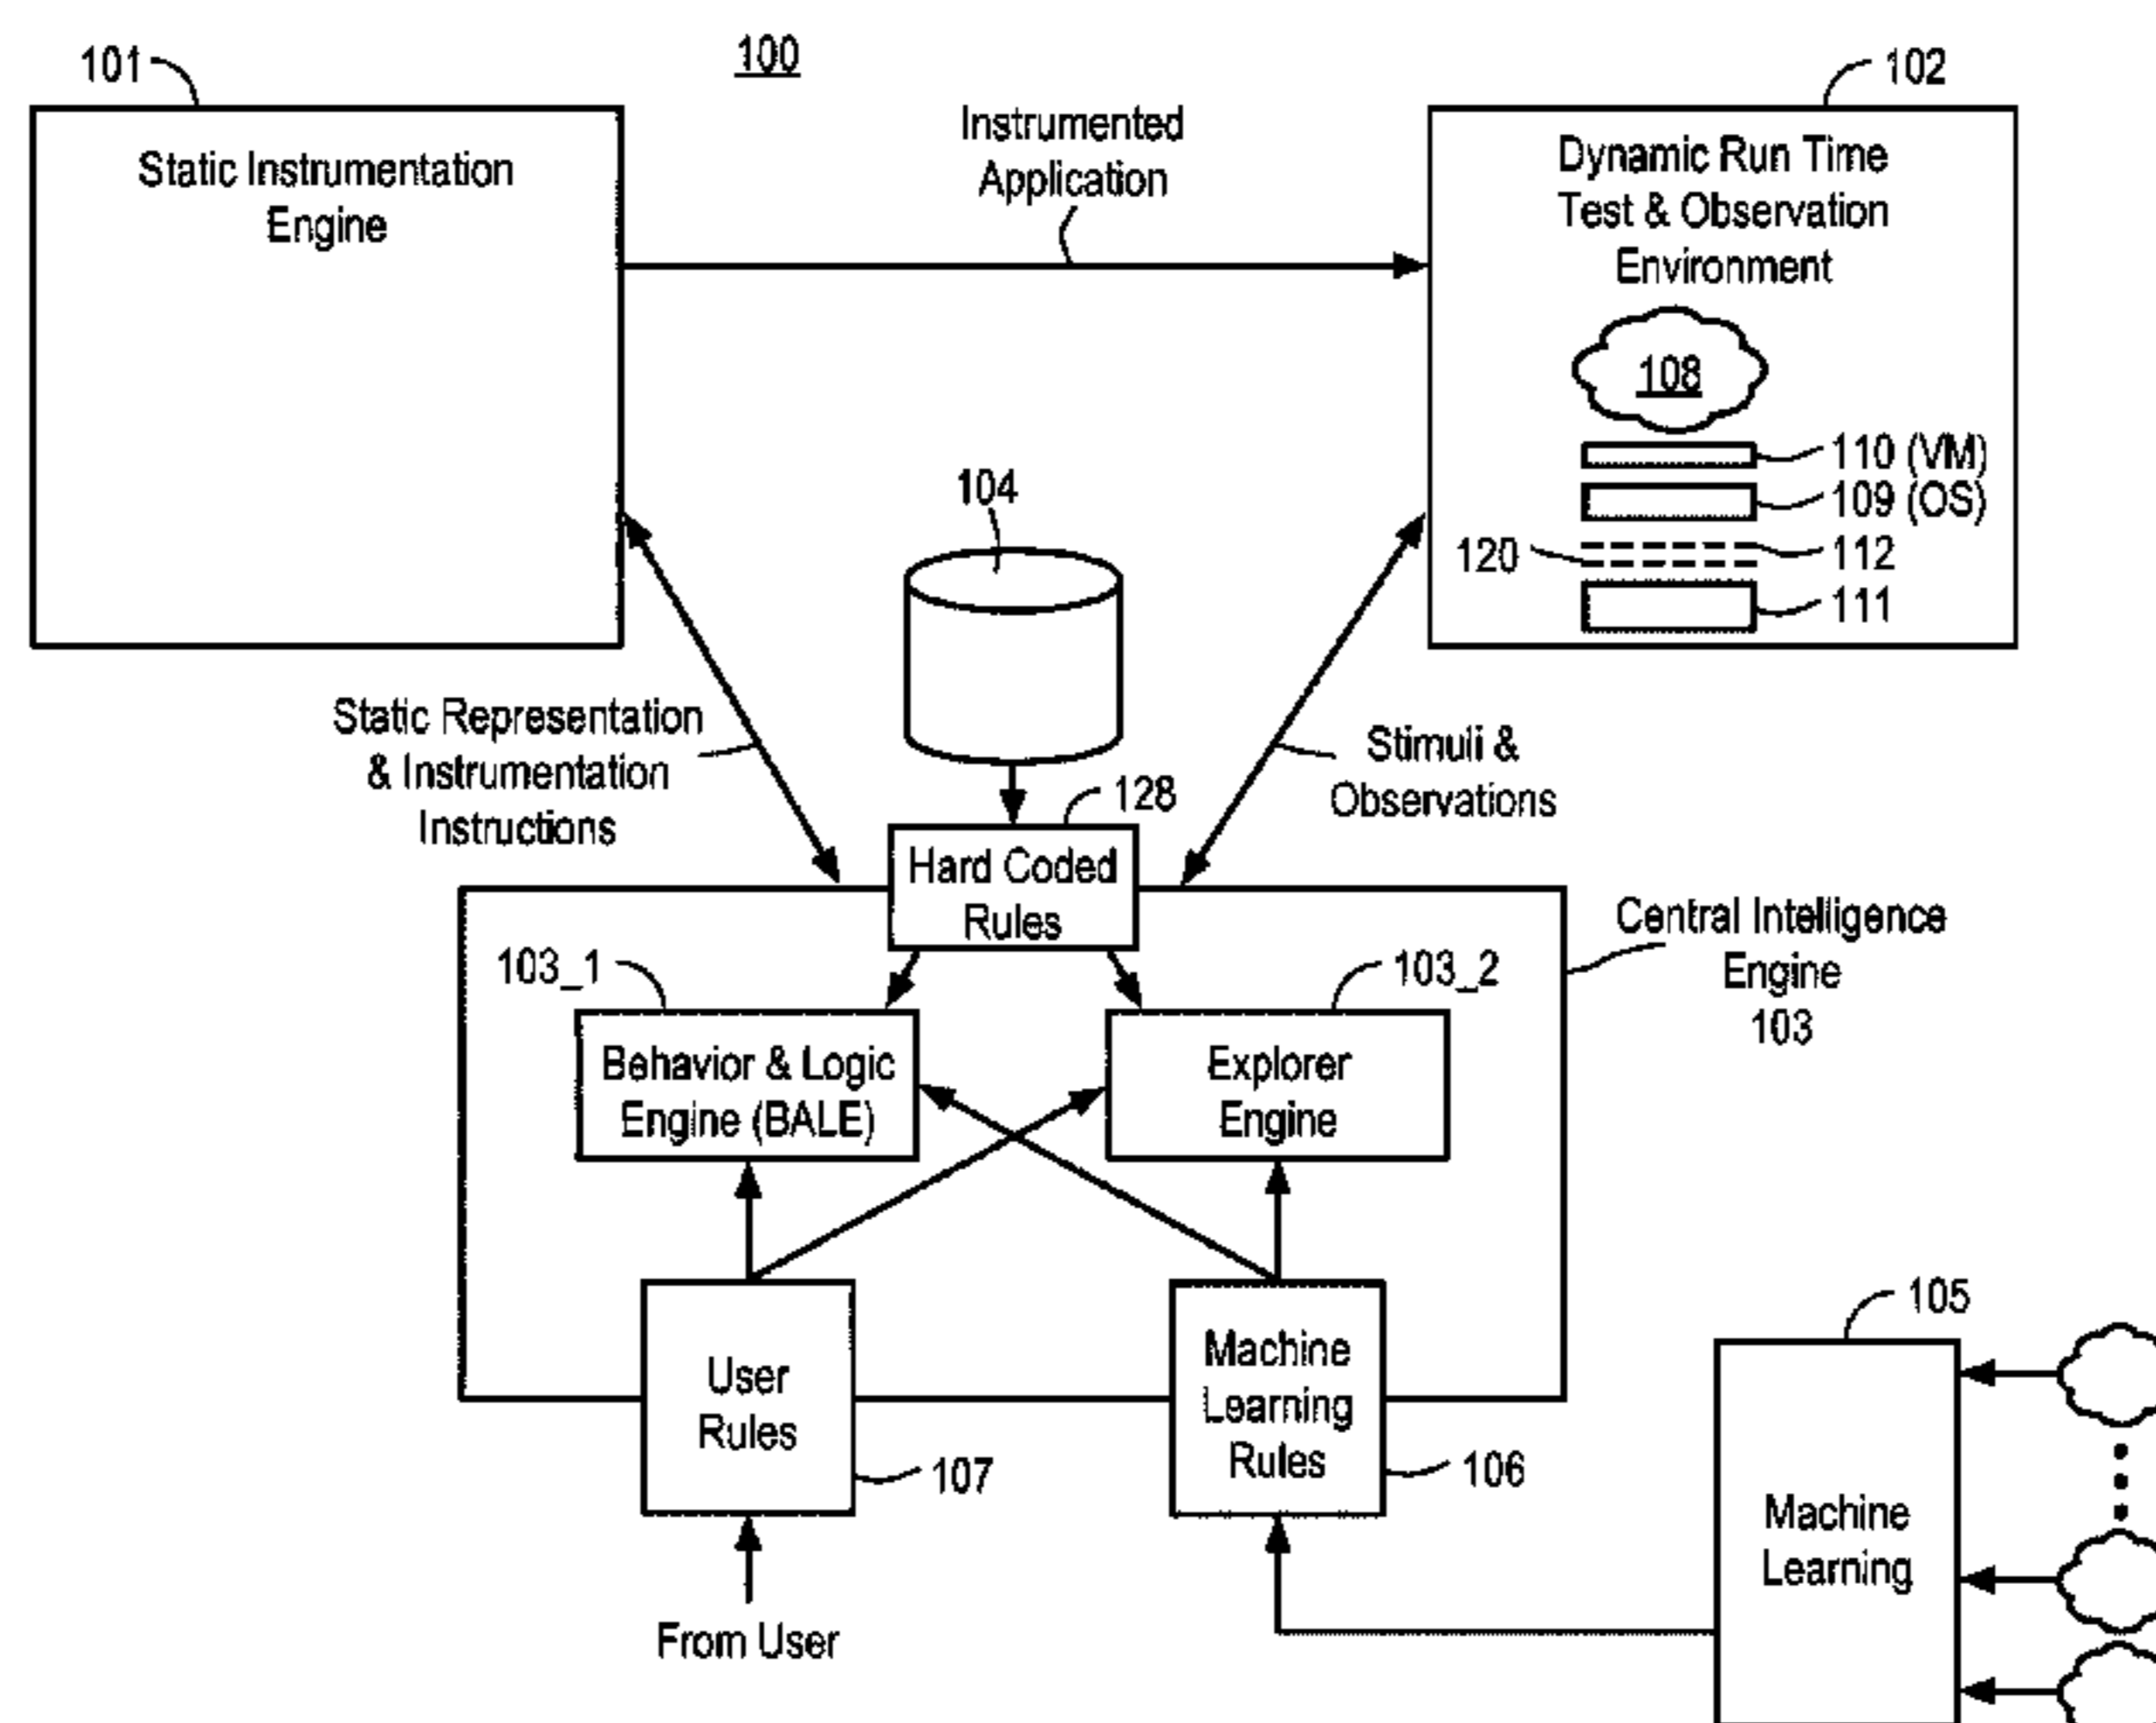 100
101
102
Static Instrumentation
Engine
Instrumented
Application
Dynamic Run Time
Test & Observation
Environment
108
110 (VM)
109 (OS)
120
112
111
104
Static Representation
& Instrumentation
Instructions
Stimuli &
Observations
128
Hard Coded
Rules
Central Intelligence
Engine
103
103_1
103_2
Behavior & Logic
Engine (BALE)
Explorer
Engine
User
Rules
107
Machine
Learning
Rules
106
105
Machine
Learning
From User